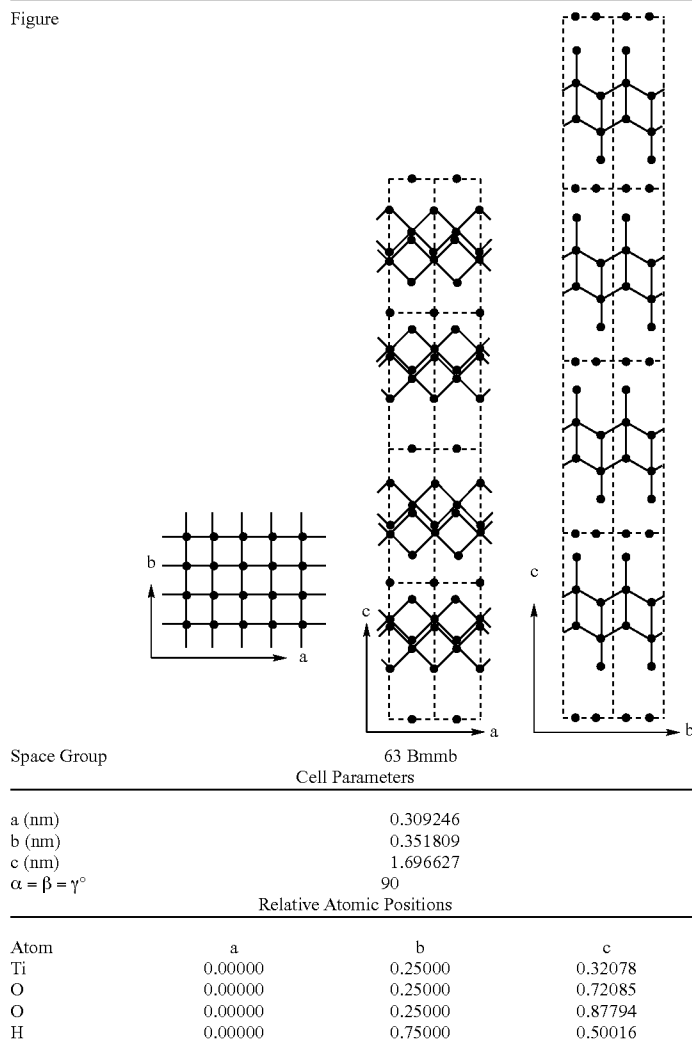 Figure
b
a
c
a
c
b
Space Group 63 Bmmb
Cell Parameters
a (nm) 0.309246
b (nm) 0.351809
c (nm) 1.696627
α = β = γ° 90
Relative Atomic Positions
Atom a b c
Ti 0.00000 0.25000 0.32078
O 0.00000 0.25000 0.72085
O 0.00000 0.25000 0.87794
H 0.00000 0.75000 0.50016